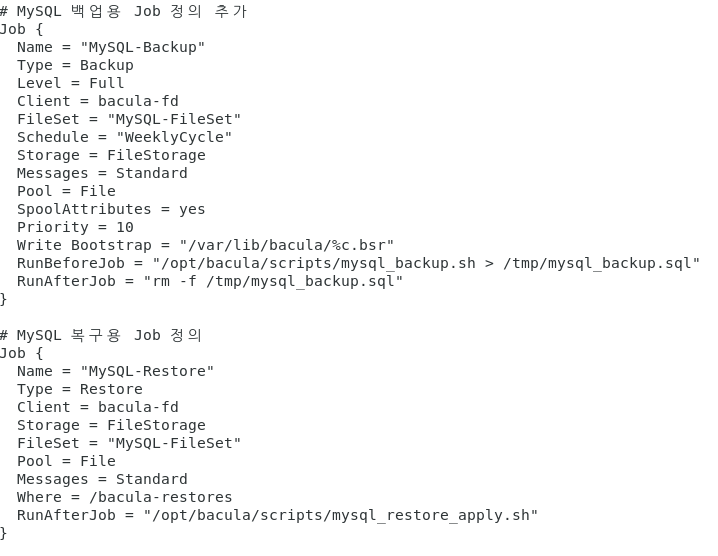 # MySQL 백업용 Job 정의 추가
Job {
  Name = "MySQL-Backup"
  Type = Backup
  Level = Full
  Client = bacula-fd
  FileSet = "MySQL-FileSet"
  Schedule = "WeeklyCycle"
  Storage = FileStorage
  Messages = Standard
  Pool = File
  SpoolAttributes = yes
  Priority = 10
  Write Bootstrap = "/var/lib/bacula/%c.bsr"
  RunBeforeJob = "/opt/bacula/scripts/mysql_backup.sh > /tmp/mysql_backup.sql"
  RunAfterJob = "rm -f /tmp/mysql_backup.sql"
}

# MySQL 복구용 Job 정의
Job {
  Name = "MySQL-Restore"
  Type = Restore
  Client = bacula-fd
  Storage = FileStorage
  FileSet = "MySQL-FileSet"
  Pool = File
  Messages = Standard
  Where = /bacula-restores
  RunAfterJob = "/opt/bacula/scripts/mysql_restore_apply.sh"
}